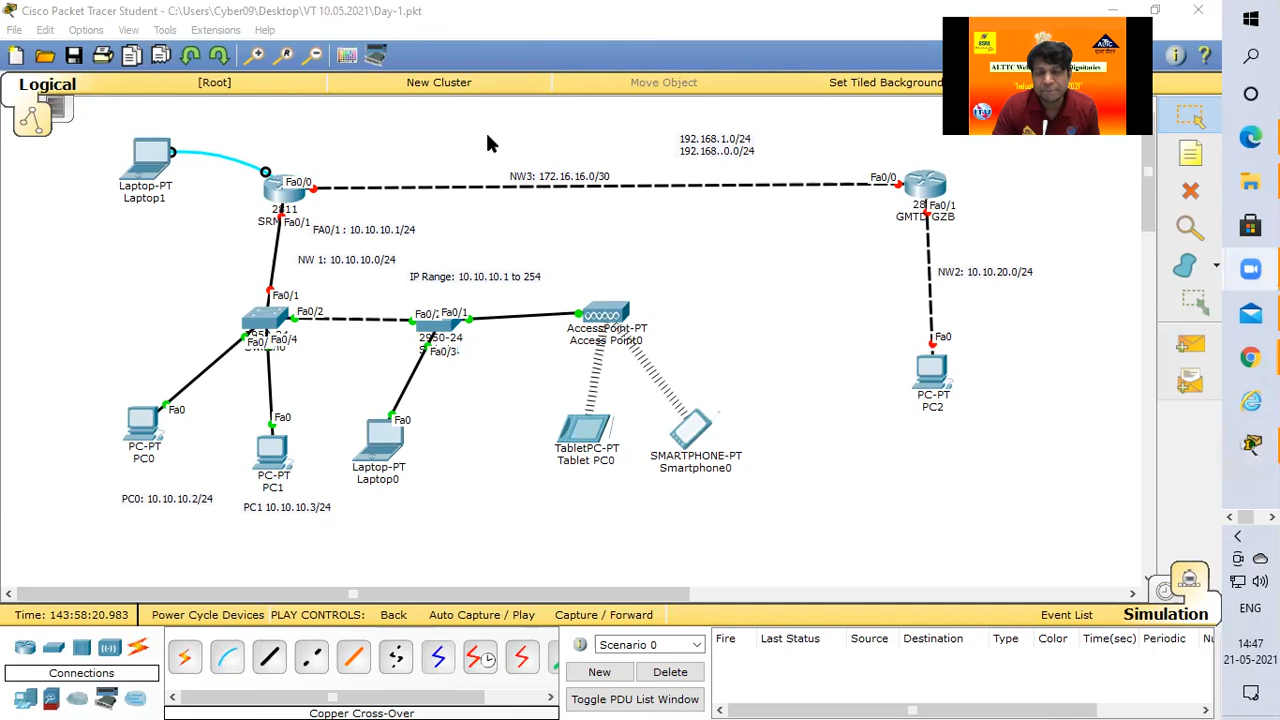 Cisco Packet Tracer Student - C:\Users\Cyber09\Desktop\VT 10.05.2021\Day-1.pkt
File Edit Options View Tools Extensions Help
BSNL
ALTTC
Logical
[Root]
New Cluster
Move Object
Set Tiled Background
192.168.1.0/24
192.168..0.0/24
NW3: 172.16.16.0/30
Fa0/0
Fa0/0
Laptop-PT
Laptop1
Fa0/1
Fa0/1
FA0/1 : 10.10.10.1/24
NW 1: 10.10.10.0/24
IP Range: 10.10.10.1 to 254
NW2: 10.10.20.0/24
Fa0/1
Fa0/2
Fa0/1
AccessPoint-PT
Access Point0
2950-24
Fa0/4
Fa0/3
Fa0
PC-PT
PC2
Fa0
Fa0
Fa0
PC-PT
PC0
PC-PT
PC1
Laptop-PT
Laptop0
TabletPC-PT
Tablet PC0
SMARTPHONE-PT
Smartphone0
PC0: 10.10.10.2/24
PC1 10.10.10.3/24
Time: 143:58:20.983
Power Cycle Devices PLAY CONTROLS: Back Auto Capture / Play Capture / Forward
Event List
Simulation
Connections
Copper Cross-Over
Scenario 0
New
Delete
Toggle PDU List Window
Fire Last Status Source Destination Type Color Time(sec) Periodic
ENG
14:47
21-05-2021